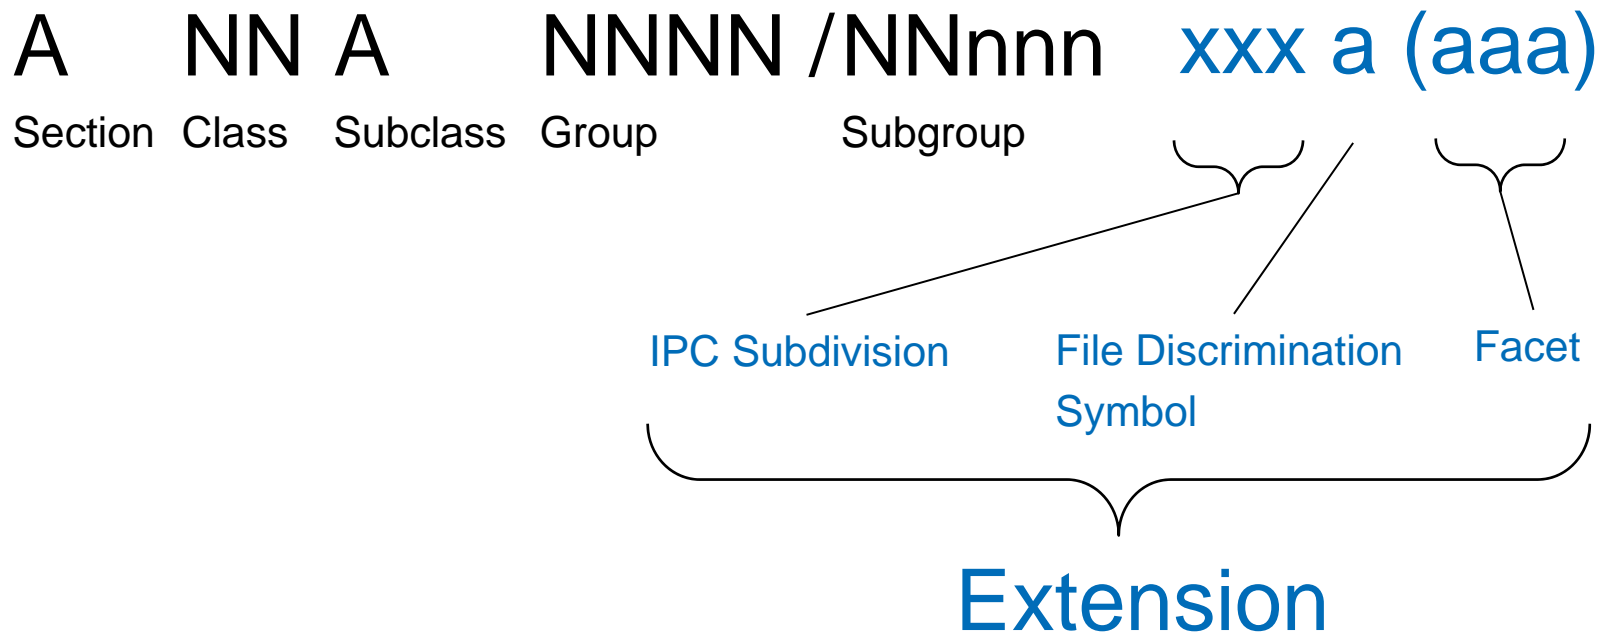 A NN A NNNN /NNnnn xxx a (aaa)
Section Class Subclass Group Subgroup
IPC Subdivision File Discrimination Facet
Symbol
Extension